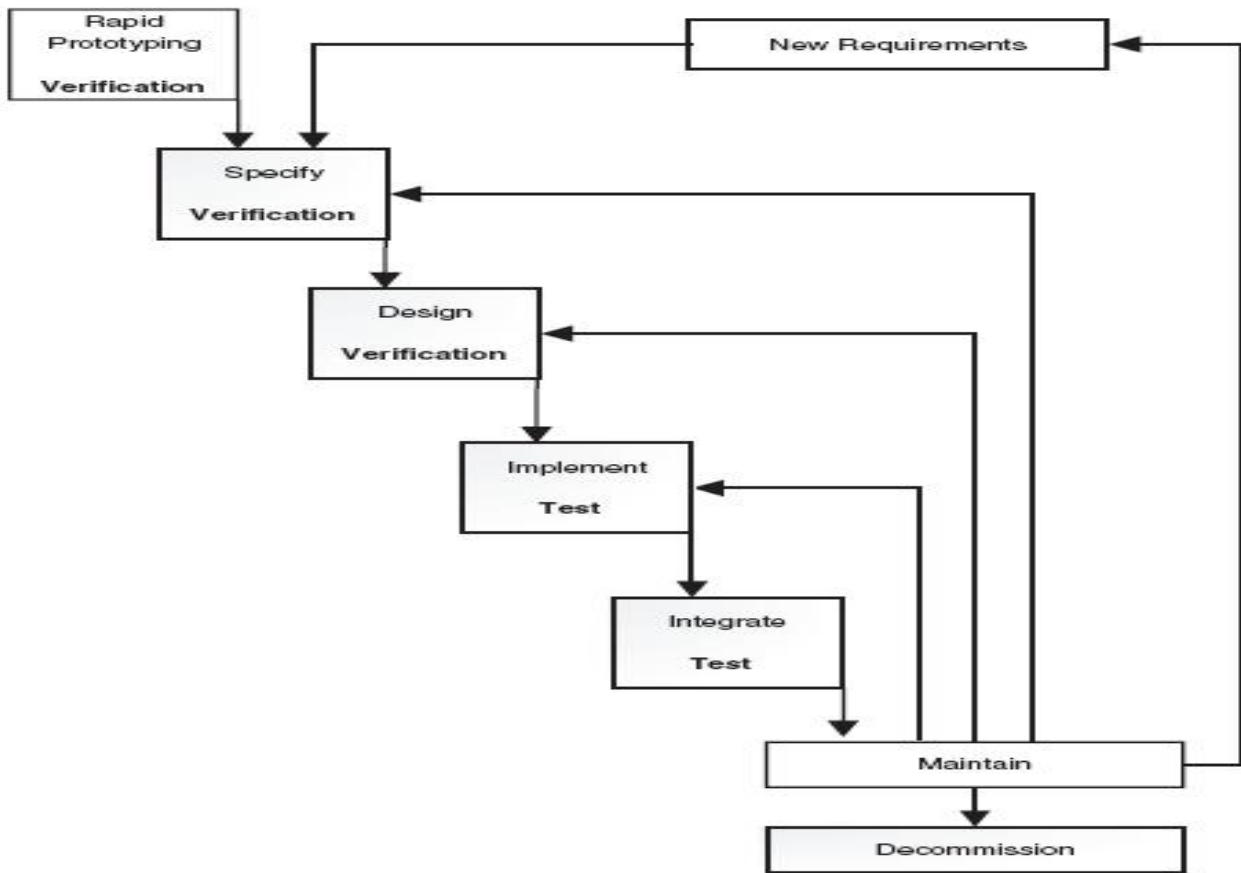 Rapid
Prototyping
Verification
New Requirements
Specify
Verification
Design
Verification
Implement
Test
Integrate
Test
Maintain
Decommission